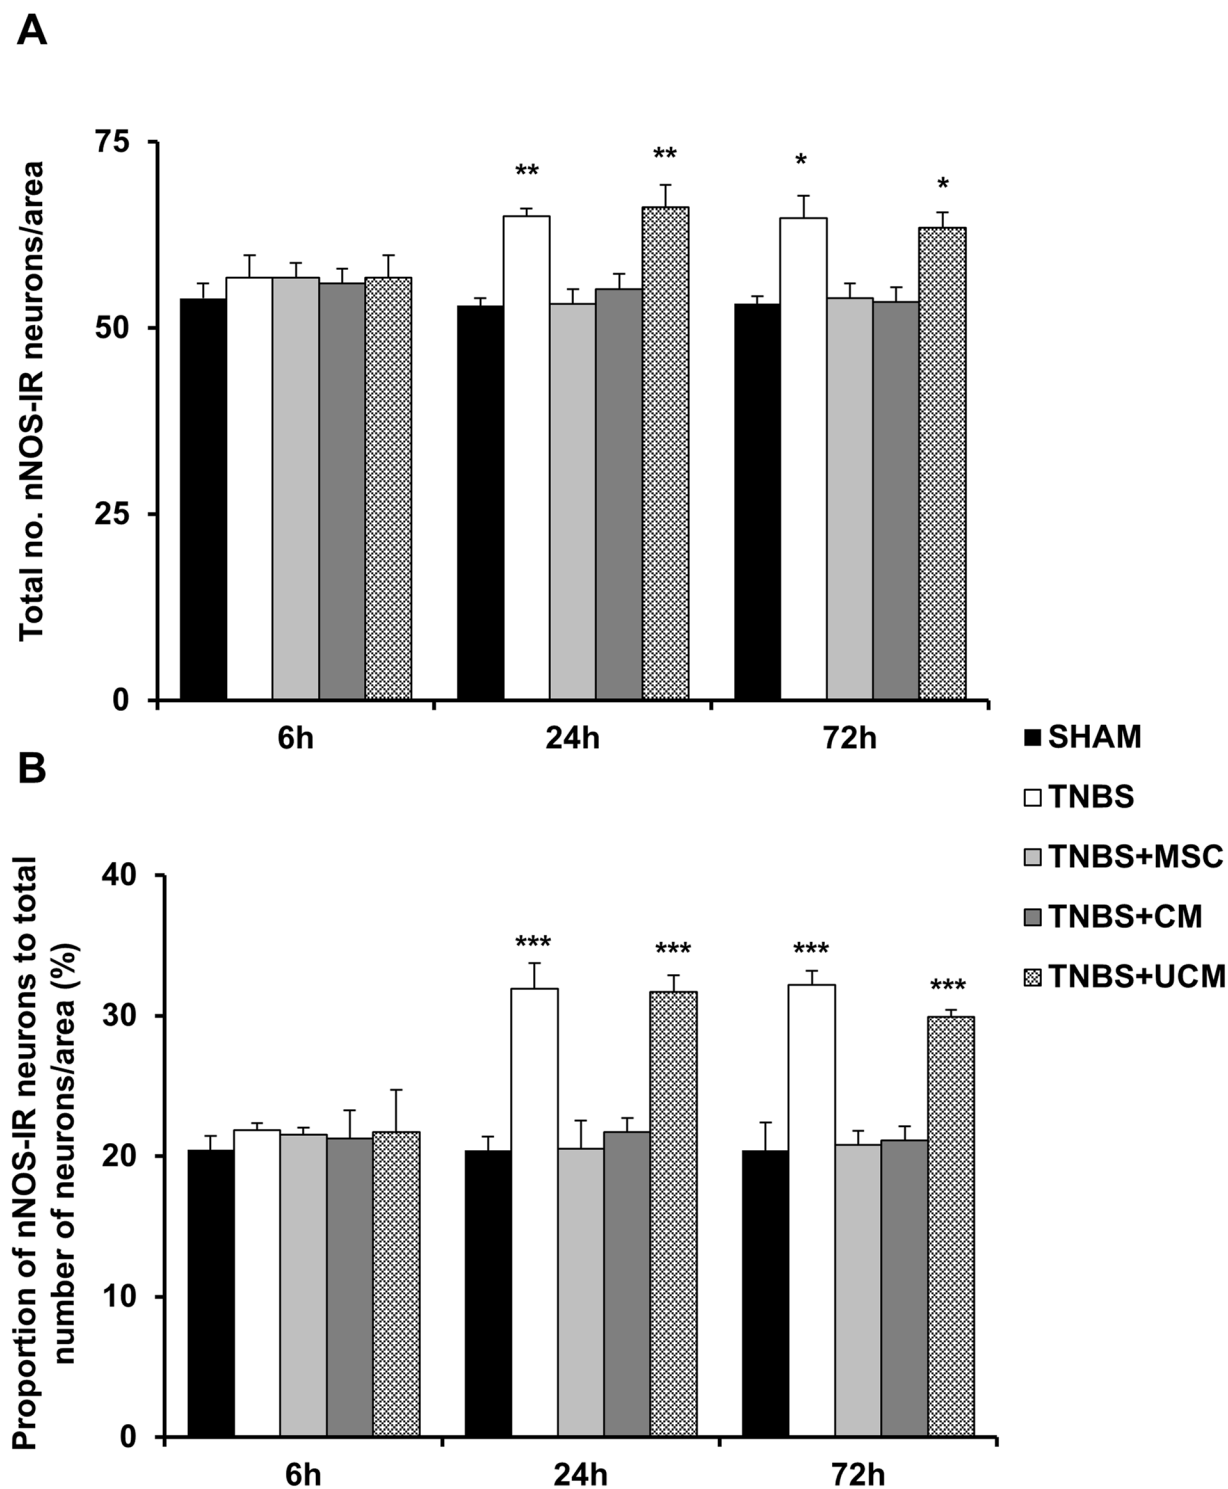 A
Total no. nNOS-IR neurons/area
75
50
25
0
**
**
*
*
6h
24h
72h
SHAM
TNBS
TNBS+MSC
TNBS+CM
TNBS+UCM
B
Proportion of nNOS-IR neurons to total
number of neurons/area (%)
40
30
20
10
0
***
***
***
***
6h
24h
72h